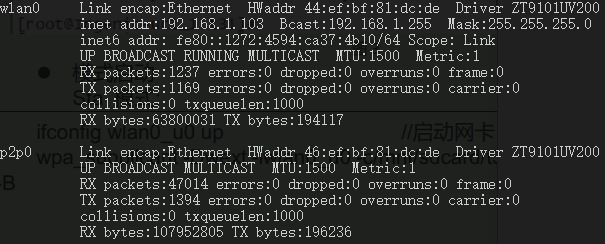 wlan0 Link encap:Ethernet HWaddr 44:ef:bf:81:dc:de Driver ZT9101UV200
[root@
inet addr:192.168.1.103 Bcast:192.168.1.255 Mask:255.255.255.0
inet6 addr: fe80::1272:4594:ca37:4b10/64 Scope: Link
UP BROADCAST RUNNING MULTICAST MTU:1500 Metric:1
RX packets:1237 errors:0 dropped:0 overruns:0 frame:0
TX packets:1169 errors:0 dropped:0 overruns:0 carrier:0
collisions:0 txqueuelen:1000
RX bytes:63800031 TX bytes:194117
ifconfig wlan0_u0 up //启动网卡
p2p0 Link encap:Ethernet HWaddr 46:ef:bf:81:dc:de Driver ZT9101UV200
UP BROADCAST MULTICAST MTU:1500 Metric:1
-B
RX packets:47014 errors:0 dropped:0 overruns:0 frame:0
TX packets:1394 errors:0 dropped:0 overruns:0 carrier:0
collisions:0 txqueuelen:1000
RX bytes:107952805 TX bytes:196236